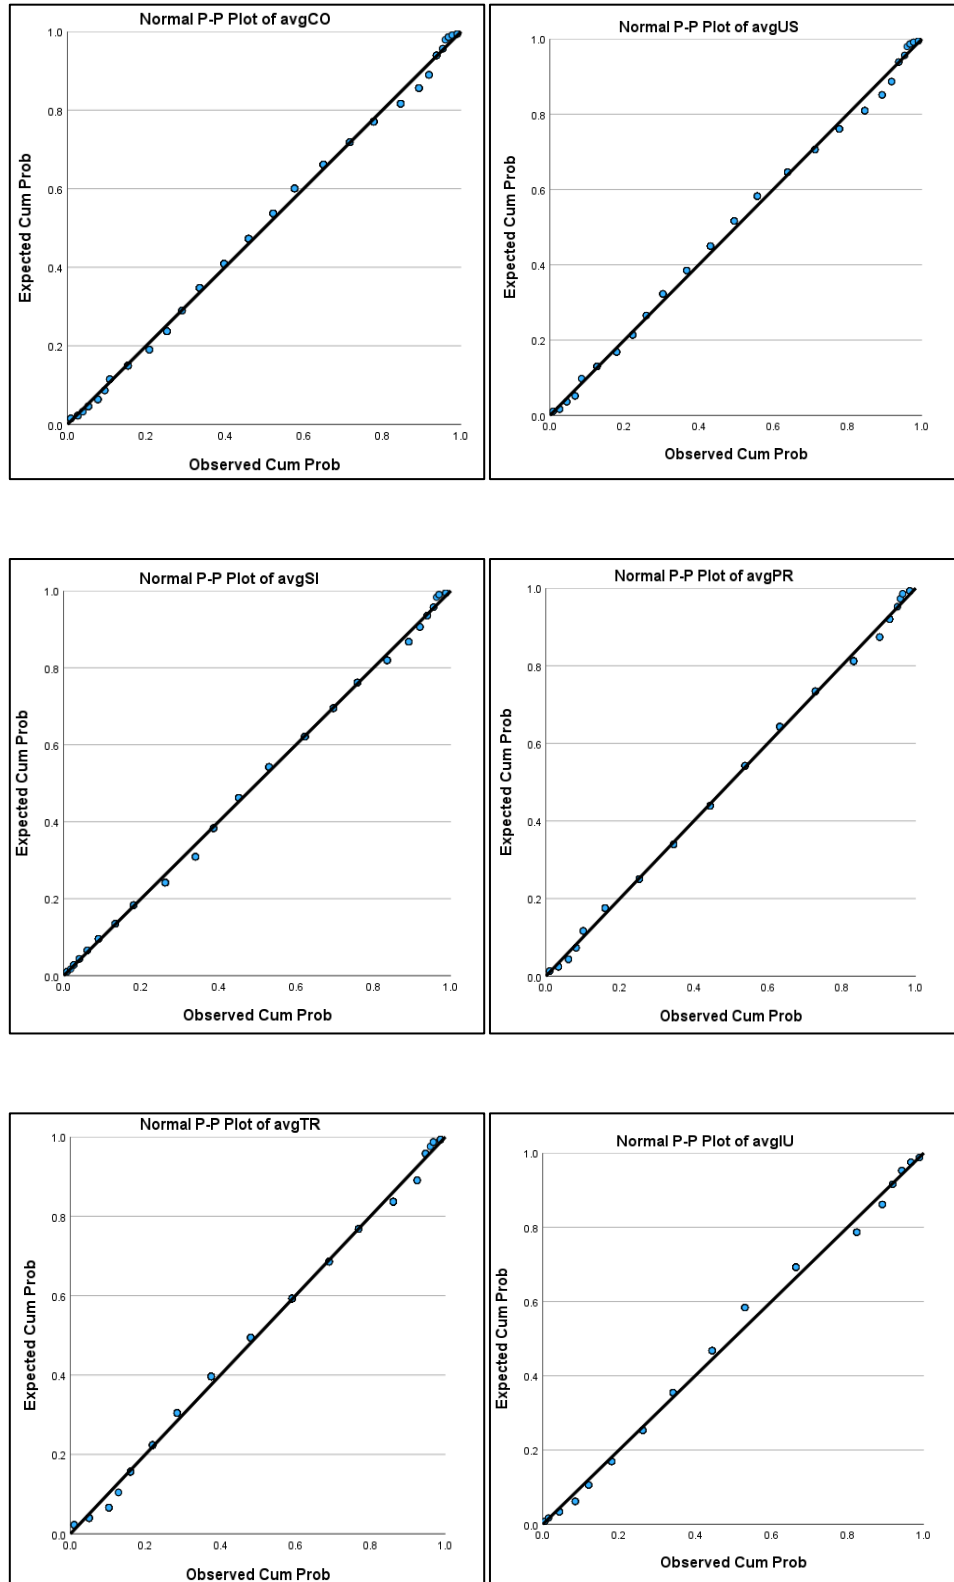 Normal P-P Plot of avgCO
1.0
0.8
0.6
0.4
0.2
0.0
Expected Cum Prob
0.0 0.2 0.4 0.6 0.8 1.0
Observed Cum Prob
Normal P-P Plot of avgUS
1.0
0.8
0.6
0.4
0.2
0.0
Expected Cum Prob
0.0 0.2 0.4 0.6 0.8 1.0
Observed Cum Prob
Normal P-P Plot of avgSI
1.0
0.8
0.6
0.4
0.2
0.0
Expected Cum Prob
0.0 0.2 0.4 0.6 0.8 1.0
Observed Cum Prob
Normal P-P Plot of avgPR
1.0
0.8
0.6
0.4
0.2
0.0
Expected Cum Prob
0.0 0.2 0.4 0.6 0.8 1.0
Observed Cum Prob
Normal P-P Plot of avgTR
1.0
0.8
0.6
0.4
0.2
0.0
Expected Cum Prob
0.0 0.2 0.4 0.6 0.8 1.0
Observed Cum Prob
Normal P-P Plot of avgIU
1.0
0.8
0.6
0.4
0.2
0.0
Expected Cum Prob
0.0 0.2 0.4 0.6 0.8 1.0
Observed Cum Prob